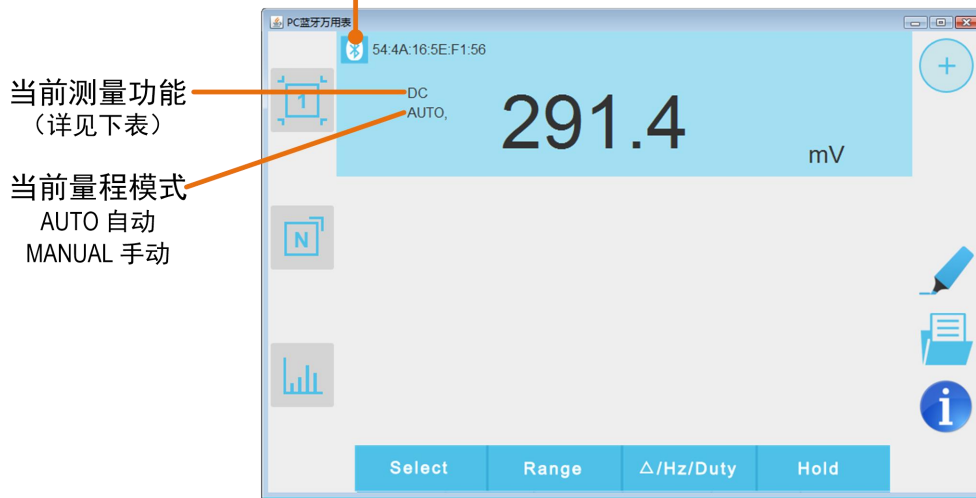 PC蓝牙万用表
54:4A:16:5E:F1:56
+
当前测量功能
（详见下表）
DC
AUTO,
1
291.4
mV
当前量程模式
AUTO 自动
MANUAL 手动
N
i
Select
Range
△/Hz/Duty
Hold